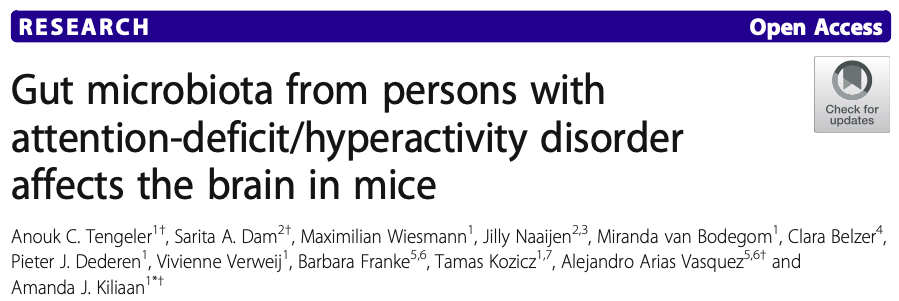 RESEARCH Open Access
Gut microbiota from persons with
attention-deficit/hyperactivity disorder
affects the brain in mice
Check for
updates
Anouk C. Tengeler1†, Sarita A. Dam2†, Maximilian Wiesmann1, Jilly Naaijen2,3, Miranda van Bodegom1, Clara Belzer4,
Pieter J. Dederen1, Vivienne Verweij1, Barbara Franke5,6, Tamas Kozicz1,7, Alejandro Arias Vasquez5,6† and
Amanda J. Kiliaan1*†